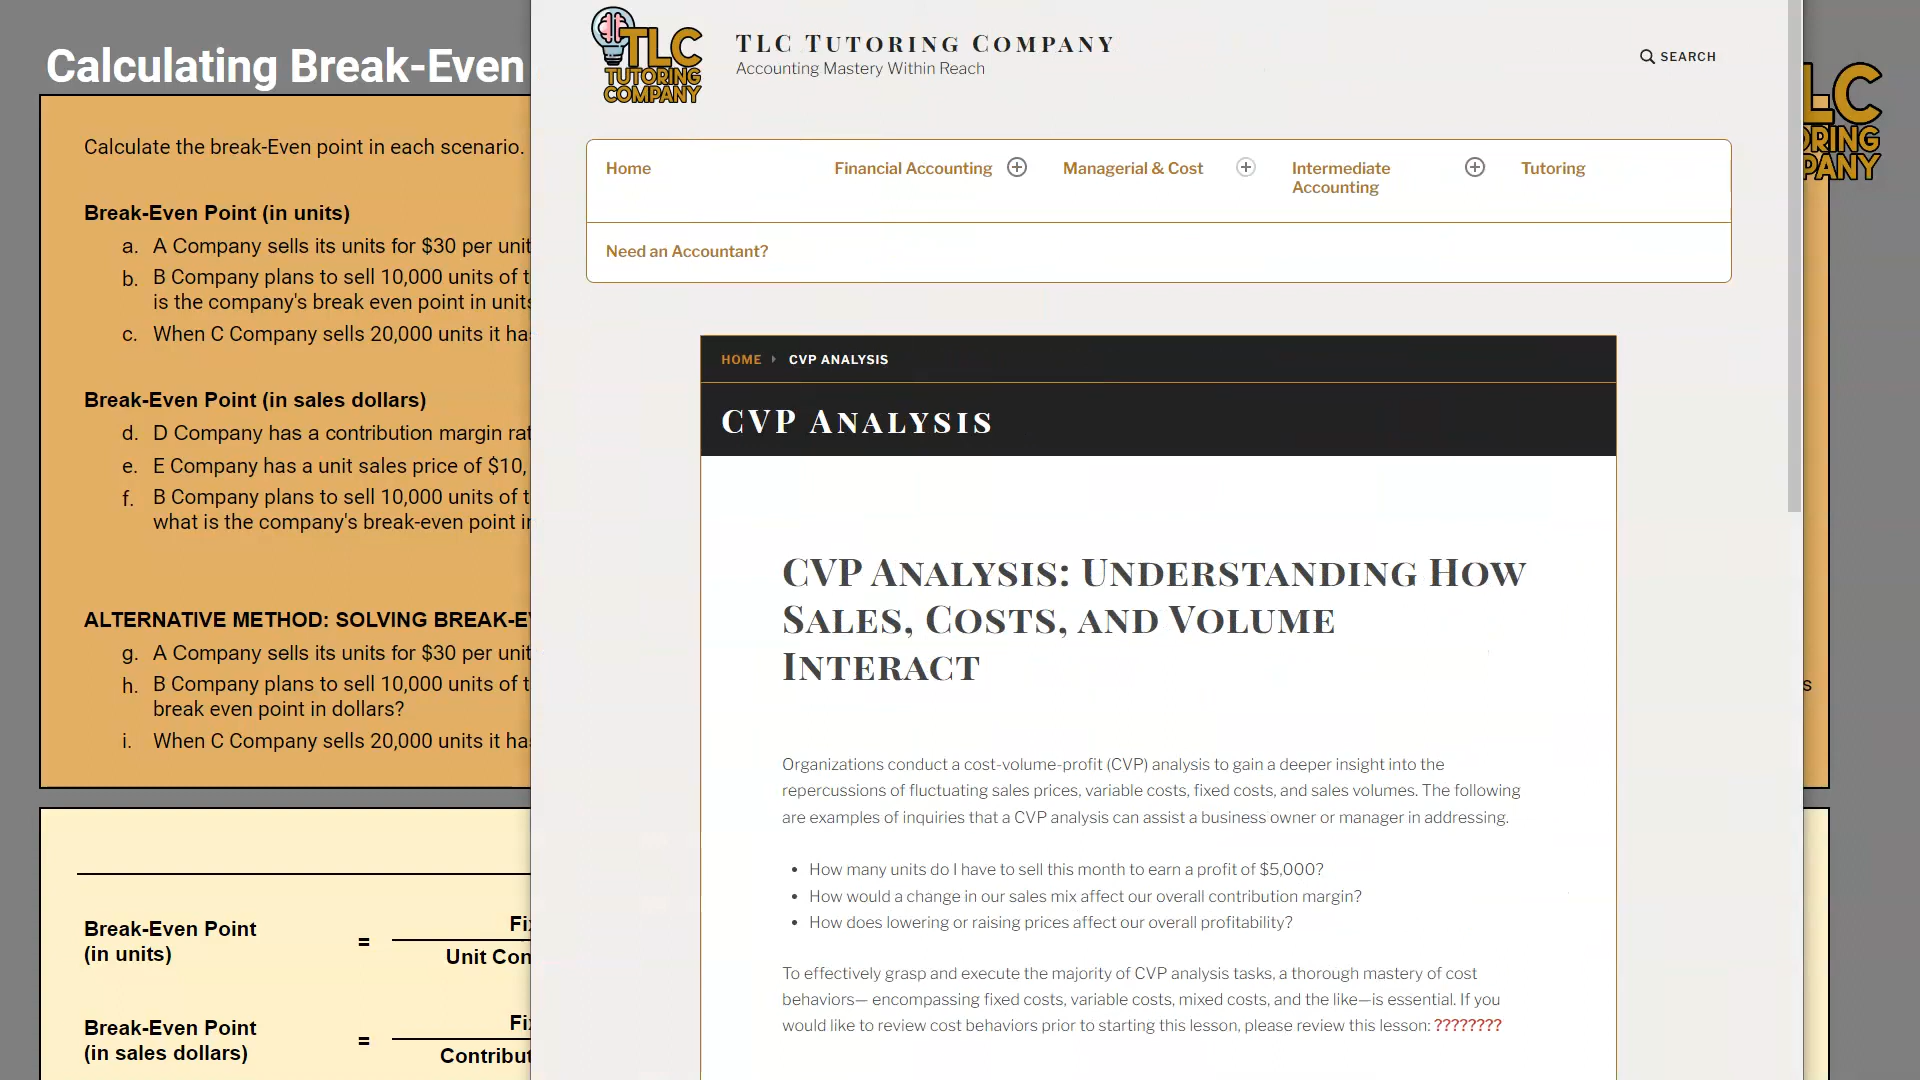 Calculating Break-Even
Calculate the break-Even point in each scenario.
Break-Even Point (in units)
a. A Company sells its units for $30 per unit
b. B Company plans to sell 10,000 units of
is the company's break even point in units
c. When C Company sells 20,000 units it
Break-Even Point (in sales dollars)
d. D Company has a contribution margin
e. E Company has a unit sales price of $10,
f. B Company plans to sell 10,000 units of
what is the company's break-even point
ALTERNATIVE METHOD: SOLVING
g. A Company sells its units for $30 per unit
h. B Company plans to sell 10,000 units of
break even point in dollars?
i. When C Company sells 20,000 units it
Break-Even Point
(in units)
=
Unit
Break-Even Point
(in sales dollars)
=
TLC
TUTORING
COMPANY
TLC Tutoring Company
Accounting Mastery Within Reach
SEARCH
Home
Financial Accounting
Managerial & Cost
Intermediate
Accounting
Tutoring
Need an Accountant?
HOME CVP ANALYSIS
CVP Analysis
CVP Analysis: Understanding How
Sales, Costs, and Volume
Interact
Organizations conduct a cost-volume-profit (CVP) analysis to gain a deeper insight into the
repercussions of fluctuating sales prices, variable costs, fixed costs, and sales volumes. The following
are examples of inquiries that a CVP analysis can assist a business owner or manager in addressing.
• How many units do I have to sell this month to earn a profit of $5,000?
• How would a change in our sales mix affect our overall contribution margin?
• How does lowering or raising prices affect our overall profitability?
To effectively grasp and execute the majority of CVP analysis tasks, a thorough mastery of cost
behaviors— encompassing fixed costs, variable costs, mixed costs, and the like—is essential. If you
would like to review cost behaviors prior to starting this lesson, please review this lesson: ????????